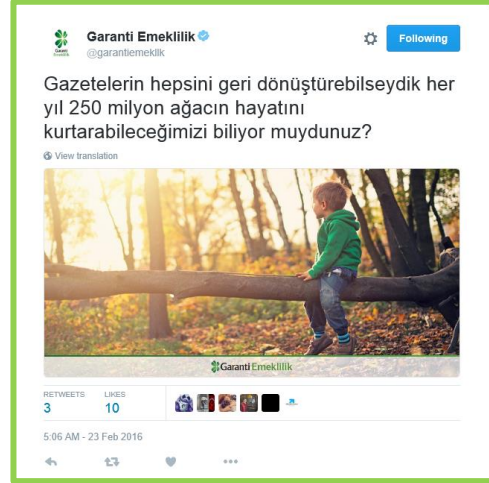 Garanti Emeklilik
@garantiemekllk
Following
Gazetelerin hepsini geri dönüştürebilseydik her
yıl 250 milyon ağacın hayatını
kurtarabileceğimizi biliyor muydunuz?
View translation
Garanti Emeklilik
RETWEETS LIKES
3 10
5:06 AM - 23 Feb 2016